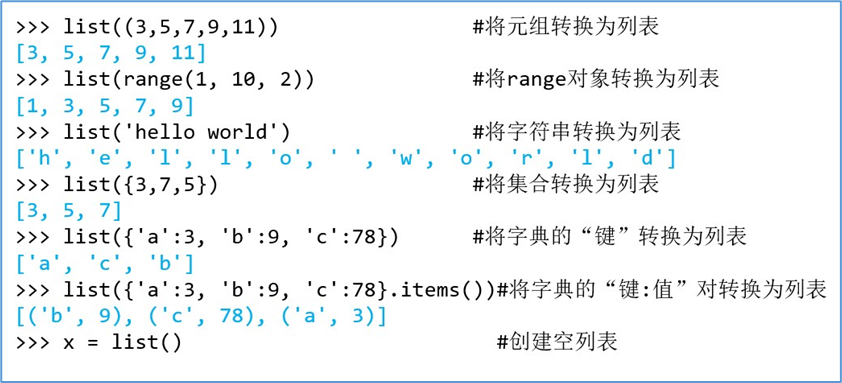 >>> list((3,5,7,9,11)) #将元组转换为列表
[3, 5, 7, 9, 11]
>>> list(range(1, 10, 2)) #将range对象转换为列表
[1, 3, 5, 7, 9]
>>> list('hello world') #将字符串转换为列表
['h', 'e', 'l', 'l', 'o', ' ', 'w', 'o', 'r', 'l', 'd']
>>> list({3,7,5}) #将集合转换为列表
[3, 5, 7]
>>> list({'a':3, 'b':9, 'c':78}) #将字典的“键”转换为列表
['a', 'c', 'b']
>>> list({'a':3, 'b':9, 'c':78}.items())#将字典的“键:值”对转换为列表
[('b', 9), ('c', 78), ('a', 3)]
>>> x = list() #创建空列表